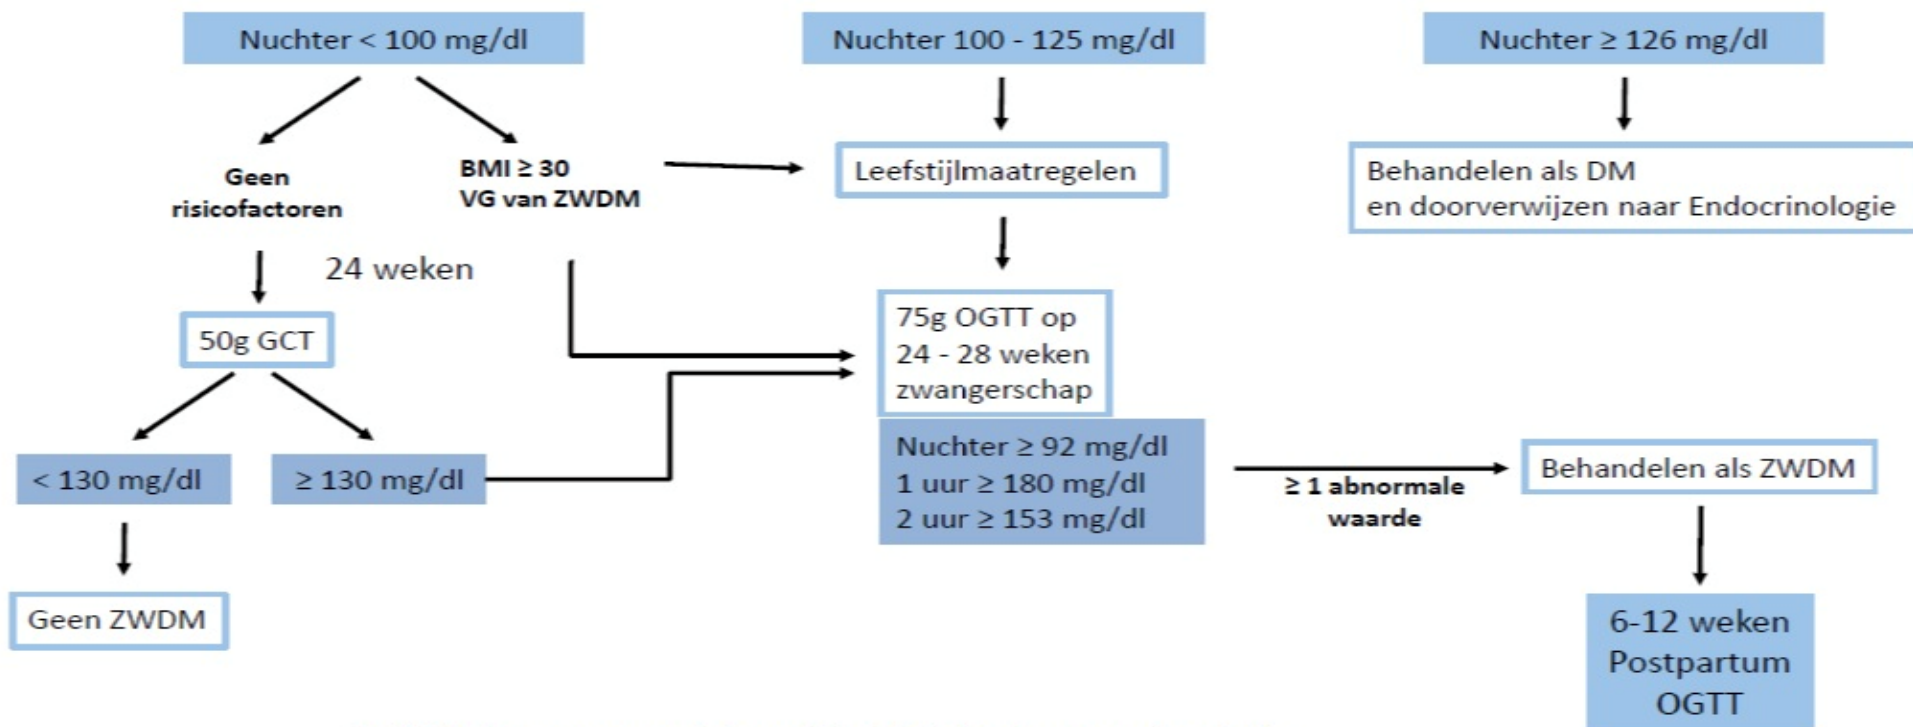 Nuchter < 100 mg/dl
Nuchter 100 - 125 mg/dl
Nuchter ≥ 126 mg/dl
Geen
risicofactoren
BMI ≥ 30
VG van ZWDM
Leefstijlmaatregelen
Behandelen als DM
en doorverwijzen naar Endocrinologie
24 weken
50g GCT
75g OGTT op
24 - 28 weken
zwangerschap
< 130 mg/dl
≥ 130 mg/dl
Nuchter ≥ 92 mg/dl
1 uur ≥ 180 mg/dl
2 uur ≥ 153 mg/dl
≥ 1 abnormale
waarde
Behandelen als ZWDM
Geen ZWDM
6-12 weken
Postpartum
OGTT